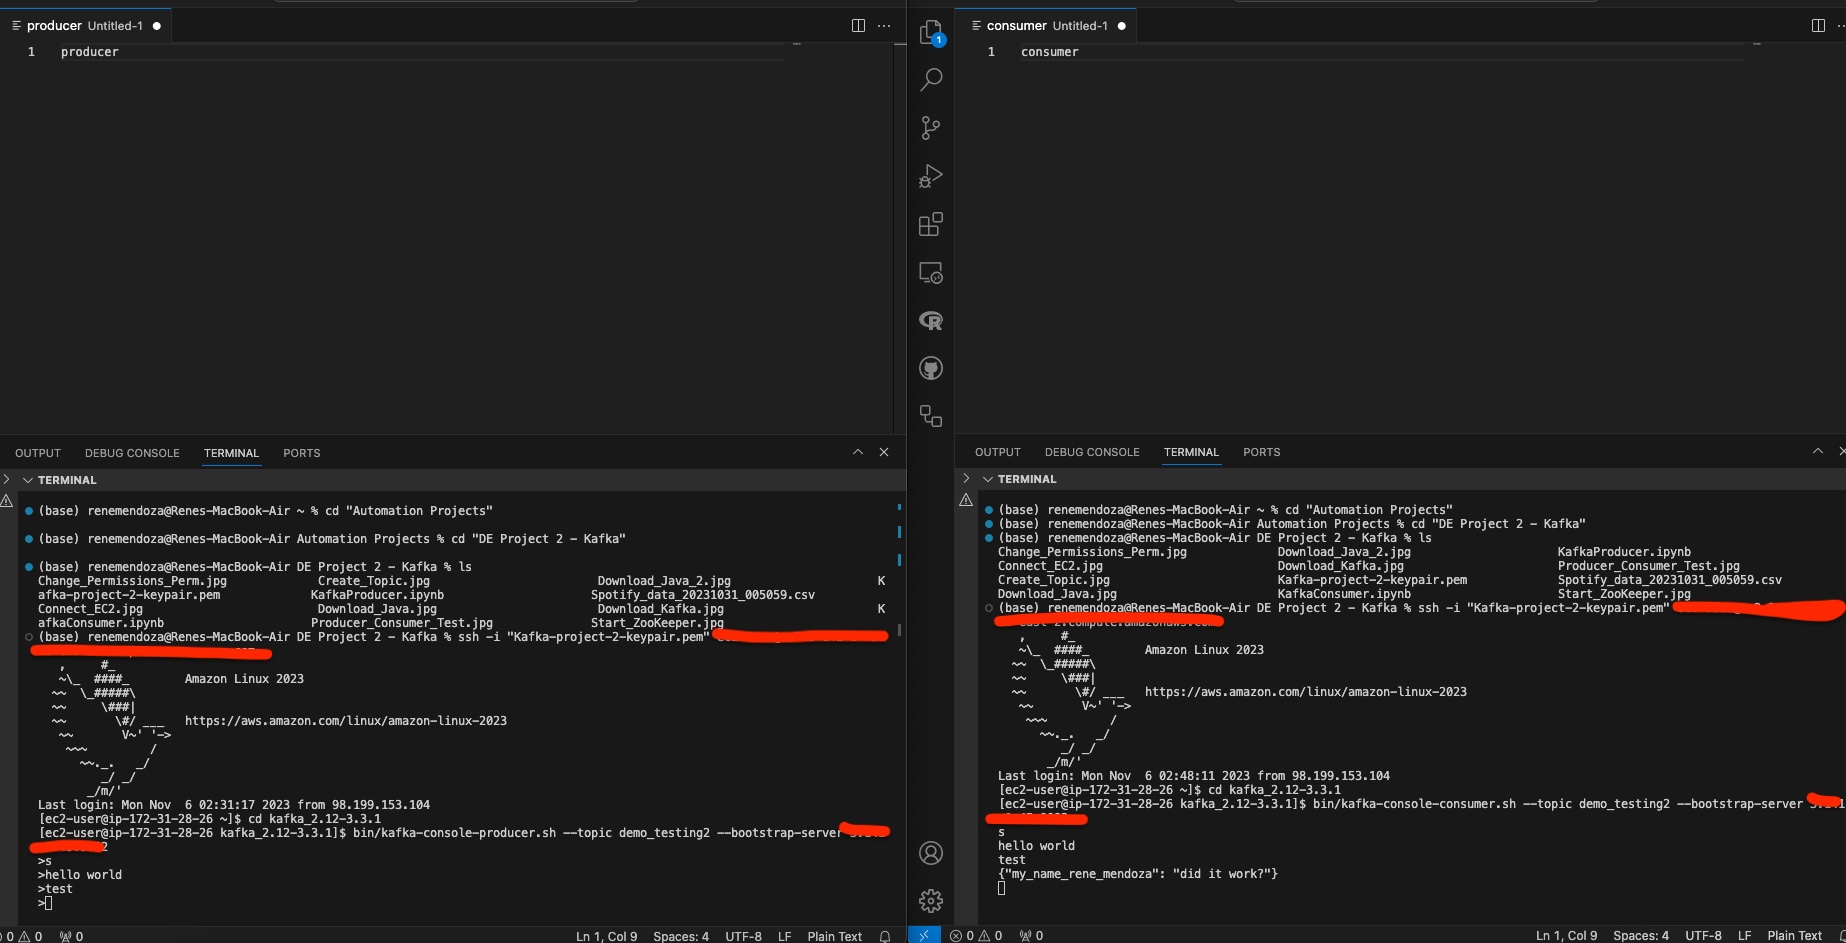 producer Untitled-1
1 producer
OUTPUT DEBUG CONSOLE TERMINAL PORTS
TERMINAL
(base) renemendoza@Renes-MacBook-Air ~ % cd "Automation Projects"
(base) renemendoza@Renes-MacBook-Air Automation Projects % cd "DE Project 2 - Kafka"
(base) renemendoza@Renes-MacBook-Air DE Project 2 - Kafka % ls
Change_Permissions_Perm.jpg Create_Topic.jpg Download_Java_2.jpg K
afka-project-2-keypair.pem KafkaProducer.ipynb Spotify_data_20231031_005059.csv
Connect_EC2.jpg Download_Java.jpg Download_Kafka.jpg K
afkaConsumer.ipynb Producer_Consumer_Test.jpg Start_ZooKeeper.jpg
(base) renemendoza@Renes-MacBook-Air DE Project 2 - Kafka % ssh -i "Kafka-project-2-keypair.pem"
, #_
~\_ ####_ Amazon Linux 2023
~~ \_#####\
~~ \###|
~~ \#/ ___ https://aws.amazon.com/linux/amazon-linux-2023
~~ V~' '->
~~~ /
~~._. _/
_/ _/
_/m/'
Last login: Mon Nov 6 02:31:17 2023 from 98.199.153.104
[ec2-user@ip-172-31-28-26 ~]$ cd kafka_2.12-3.3.1
[ec2-user@ip-172-31-28-26 kafka_2.12-3.3.1]$ bin/kafka-console-producer.sh --topic demo_testing2 --bootstrap-server
2
>s
>hello world
>test
>
0 0 0 Ln 1, Col 9 Spaces: 4 UTF-8 LF Plain Text
1
consumer Untitled-1
1 consumer
OUTPUT DEBUG CONSOLE TERMINAL PORTS
TERMINAL
(base) renemendoza@Renes-MacBook-Air ~ % cd "Automation Projects"
(base) renemendoza@Renes-MacBook-Air Automation Projects % cd "DE Project 2 - Kafka"
(base) renemendoza@Renes-MacBook-Air DE Project 2 - Kafka % ls
Change_Permissions_Perm.jpg Download_Java_2.jpg KafkaProducer.ipynb
Connect_EC2.jpg Download_Kafka.jpg Producer_Consumer_Test.jpg
Create_Topic.jpg Kafka-project-2-keypair.pem Spotify_data_20231031_005059.csv
Download_Java.jpg KafkaConsumer.ipynb Start_ZooKeeper.jpg
(base) renemendoza@Renes-MacBook-Air DE Project 2 - Kafka % ssh -i "Kafka-project-2-keypair.pem"
, #_
~\_ ####_ Amazon Linux 2023
~~ \_#####\
~~ \###|
~~ \#/ ___ https://aws.amazon.com/linux/amazon-linux-2023
~~ V~' '->
~~~ /
~~._. _/
_/ _/
_/m/'
Last login: Mon Nov 6 02:48:11 2023 from 98.199.153.104
[ec2-user@ip-172-31-28-26 ~]$ cd kafka_2.12-3.3.1
[ec2-user@ip-172-31-28-26 kafka_2.12-3.3.1]$ bin/kafka-console-consumer.sh --topic demo_testing2 --bootstrap-server
s
hello world
test
{"my_name_rene_mendoza": "did it work?"}
0 0 0 Ln 1, Col 9 Spaces: 4 UTF-8 LF Plain Text